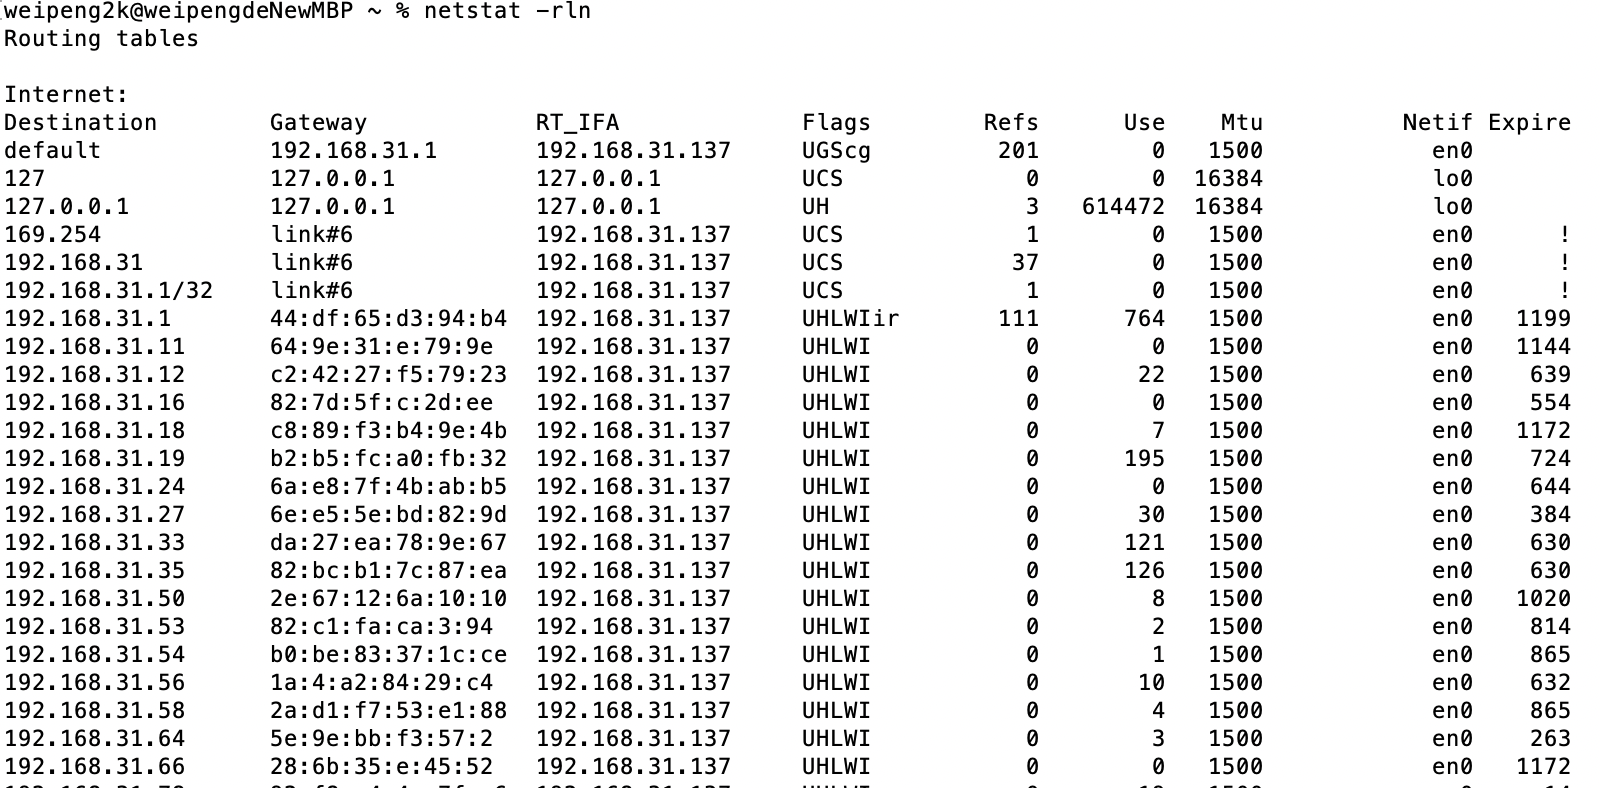 weipeng2k@weipengdeNewMBP ~ % netstat -rln
Routing tables

Internet:
Destination        Gateway            RT_IFA             Flags        Refs      Use    Mtu          Netif Expire
default            192.168.31.1       192.168.31.137     UGScg         201        0   1500            en0
127                127.0.0.1          127.0.0.1          UCS             0        0  16384            lo0
127.0.0.1          127.0.0.1          127.0.0.1          UH              3   614472  16384            lo0
169.254            link#6             192.168.31.137     UCS             1        0   1500            en0      !
192.168.31         link#6             192.168.31.137     UCS            37        0   1500            en0      !
192.168.31.1/32    link#6             192.168.31.137     UCS             1        0   1500            en0      !
192.168.31.1       44:df:65:d3:94:b4  192.168.31.137     UHLWIir       111      764   1500            en0   1199
192.168.31.11      64:9e:31:e:79:9e   192.168.31.137     UHLWI           0        0   1500            en0   1144
192.168.31.12      c2:42:27:f5:79:23  192.168.31.137     UHLWI           0       22   1500            en0    639
192.168.31.16      82:7d:5f:c:2d:ee   192.168.31.137     UHLWI           0        0   1500            en0    554
192.168.31.18      c8:89:f3:b4:9e:4b  192.168.31.137     UHLWI           0        7   1500            en0   1172
192.168.31.19      b2:b5:fc:a0:fb:32  192.168.31.137     UHLWI           0      195   1500            en0    724
192.168.31.24      6a:e8:7f:4b:ab:b5  192.168.31.137     UHLWI           0        0   1500            en0    644
192.168.31.27      6e:e5:5e:bd:82:9d  192.168.31.137     UHLWI           0       30   1500            en0    384
192.168.31.33      da:27:ea:78:9e:67  192.168.31.137     UHLWI           0      121   1500            en0    630
192.168.31.35      82:bc:b1:7c:87:ea  192.168.31.137     UHLWI           0      126   1500            en0    630
192.168.31.50      2e:67:12:6a:10:10  192.168.31.137     UHLWI           0        8   1500            en0   1020
192.168.31.53      82:c1:fa:ca:3:94   192.168.31.137     UHLWI           0        2   1500            en0    814
192.168.31.54      b0:be:83:37:1c:ce  192.168.31.137     UHLWI           0        1   1500            en0    865
192.168.31.56      1a:4:a2:84:29:c4   192.168.31.137     UHLWI           0       10   1500            en0    632
192.168.31.58      2a:d1:f7:53:e1:88  192.168.31.137     UHLWI           0        4   1500            en0    865
192.168.31.64      5e:9e:bb:f3:57:2   192.168.31.137     UHLWI           0        3   1500            en0    263
192.168.31.66      28:6b:35:e:45:52   192.168.31.137     UHLWI           0        0   1500            en0   1172